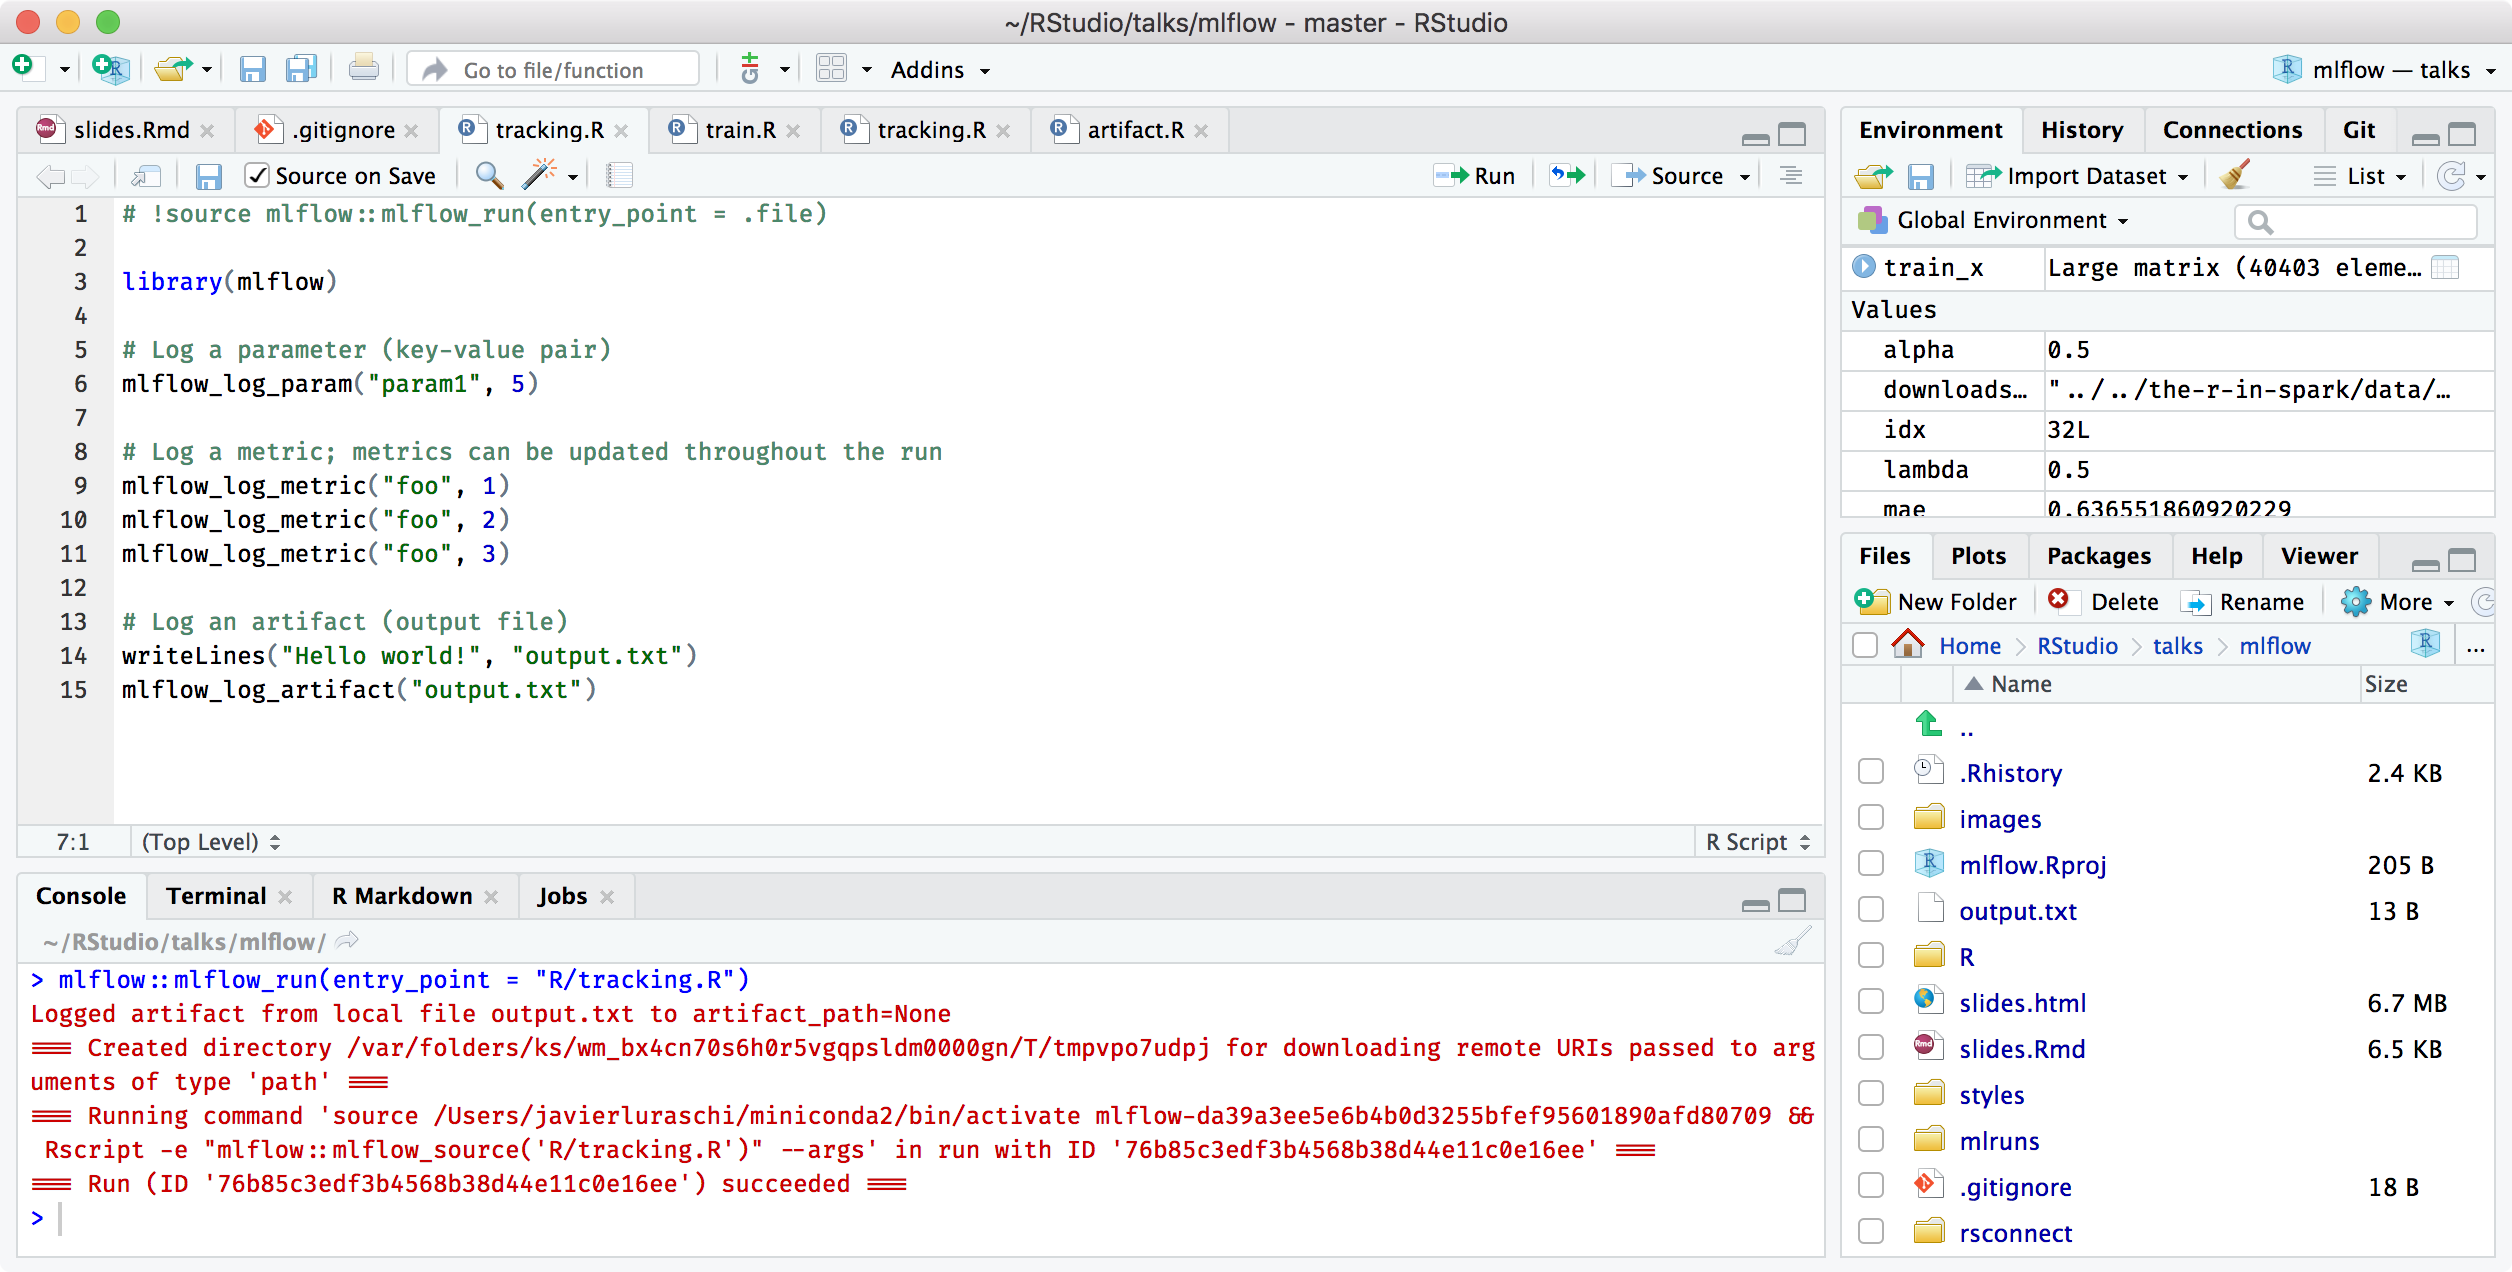 ~/RStudio/talks/mlflow - master - RStudio
Go to file/function
Addins
mlflow — talks
slides.Rmd
.gitignore
tracking.R
train.R
tracking.R
artifact.R
Source on Save
Run
Source
1 # !source mlflow::mlflow_run(entry_point = .file)
2
3 library(mlflow)
4
5 # Log a parameter (key-value pair)
6 mlflow_log_param("param1", 5)
7
8 # Log a metric; metrics can be updated throughout the run
9 mlflow_log_metric("foo", 1)
10 mlflow_log_metric("foo", 2)
11 mlflow_log_metric("foo", 3)
12
13 # Log an artifact (output file)
14 writeLines("Hello world!", "output.txt")
15 mlflow_log_artifact("output.txt")
7:1 (Top Level) R Script
Console Terminal R Markdown Jobs
~/RStudio/talks/mlflow/
> mlflow::mlflow_run(entry_point = "R/tracking.R")
Logged artifact from local file output.txt to artifact_path=None
=== Created directory /var/folders/ks/wm_bx4cn70s6h0r5vgqpsldm0000gn/T/tmpvpo7udpj for downloading remote URIs passed to arg
uments of type 'path' ===
=== Running command 'source /Users/javierluraschi/miniconda2/bin/activate mlflow-da39a3ee5e6b4b0d3255bfef95601890afd80709 &&
Rscript -e "mlflow::mlflow_source('R/tracking.R')" --args' in run with ID '76b85c3edf3b4568b38d44e11c0e16ee' ===
=== Run (ID '76b85c3edf3b4568b38d44e11c0e16ee') succeeded ===
>
Environment History Connections Git
Import Dataset List
Global Environment
train_x Large matrix (40403 eleme…
Values
alpha 0.5
downloads… "../../the-r-in-spark/data/…
idx 32L
lambda 0.5
mae 0.636551860920229
Files Plots Packages Help Viewer
New Folder Delete Rename More
Home RStudio talks mlflow ...
Name Size
..
.Rhistory 2.4 KB
images
mlflow.Rproj 205 B
output.txt 13 B
R
slides.html 6.7 MB
slides.Rmd 6.5 KB
styles
mlruns
.gitignore 18 B
rsconnect